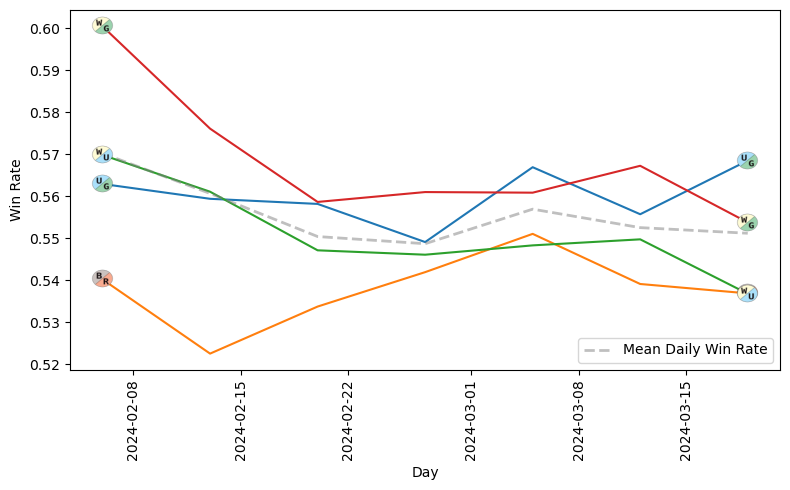 0.60
0.59
0.58
0.57
0.56
0.55
0.54
0.53
0.52
Win Rate
W G
W U
U G
B R
U G
W G
W U
Mean Daily Win Rate
2024-02-08
2024-02-15
2024-02-22
2024-03-01
2024-03-08
2024-03-15
Day